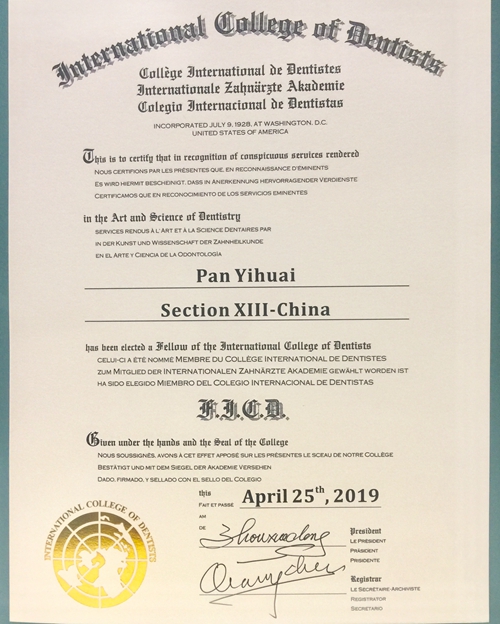 International College of Dentists
Collège International de Dentistes
Internationale Zahnärzte Akademie
Colegio Internacional de Dentistas
INCORPORATED JULY 9, 1928, AT WASHINGTON, D.C.
UNITED STATES OF AMERICA
This is to certify that in recognition of conspicuous services rendered
NOUS CERTIFIONS PAR LES PRÉSENTES QUE, EN RECONNAISSANCE D'ÉMINENTS
ES WIRD HIERMIT BESCHEINIGT, DASS IN ANERKENNUNG HERVORRAGENDER VERDIENSTE
CERTIFICAMOS QUE EN RECONOCIMIENTO DE LOS SERVICIOS EMINENTES
in the Art and Science of Dentistry
SERVICES RENDUS À L'ART ET À LA SCIENCE DENTAIRES PAR
IN DER KUNST UND WISSENSCHAFT DER ZAHNHEILKUNDE
EN EL ARTE Y CIENCIA DE LA ODONTOLOGÍA
Pan Yihuai
Section XIII-China
has been elected a Fellow of the International College of Dentists
CELUI-CI A ÉTÉ NOMMÉ MEMBRE DU COLLÈGE INTERNATIONAL DE DENTISTES
ZUM MITGLIED DER INTERNATIONALEN ZAHNÄRZTE AKADEMIE GEWÄHLT WORDEN IST
HA SIDO ELEGIDO MIEMBRO DEL COLEGIO INTERNACIONAL DE DENTISTAS
F.I.C.D.
Given under the hands and the Seal of the College
NOUS SOUSSIGNÉS, AVONS À CET EFFET APPOSÉ SUR LES PRÉSENTES LE SCEAU DE NOTRE COLLÈGE
BESTÄTIGT UND MIT DEM SIEGEL DER AKADEMIE VERSEHEN
DADO, FIRMADO, Y SELLADO CON EL SELLO DEL COLEGIO
this
FAIT ET PASSÉ
AM
DE
April 25th, 2019
INTERNATIONAL COLLEGE OF DENTISTS
President
LE PRÉSIDENT
PRÄSIDENT
PRESIDENTE
Registrar
LE SECRÉTAIRE-ARCHIVISTE
REGISTRATOR
SECRETARIO